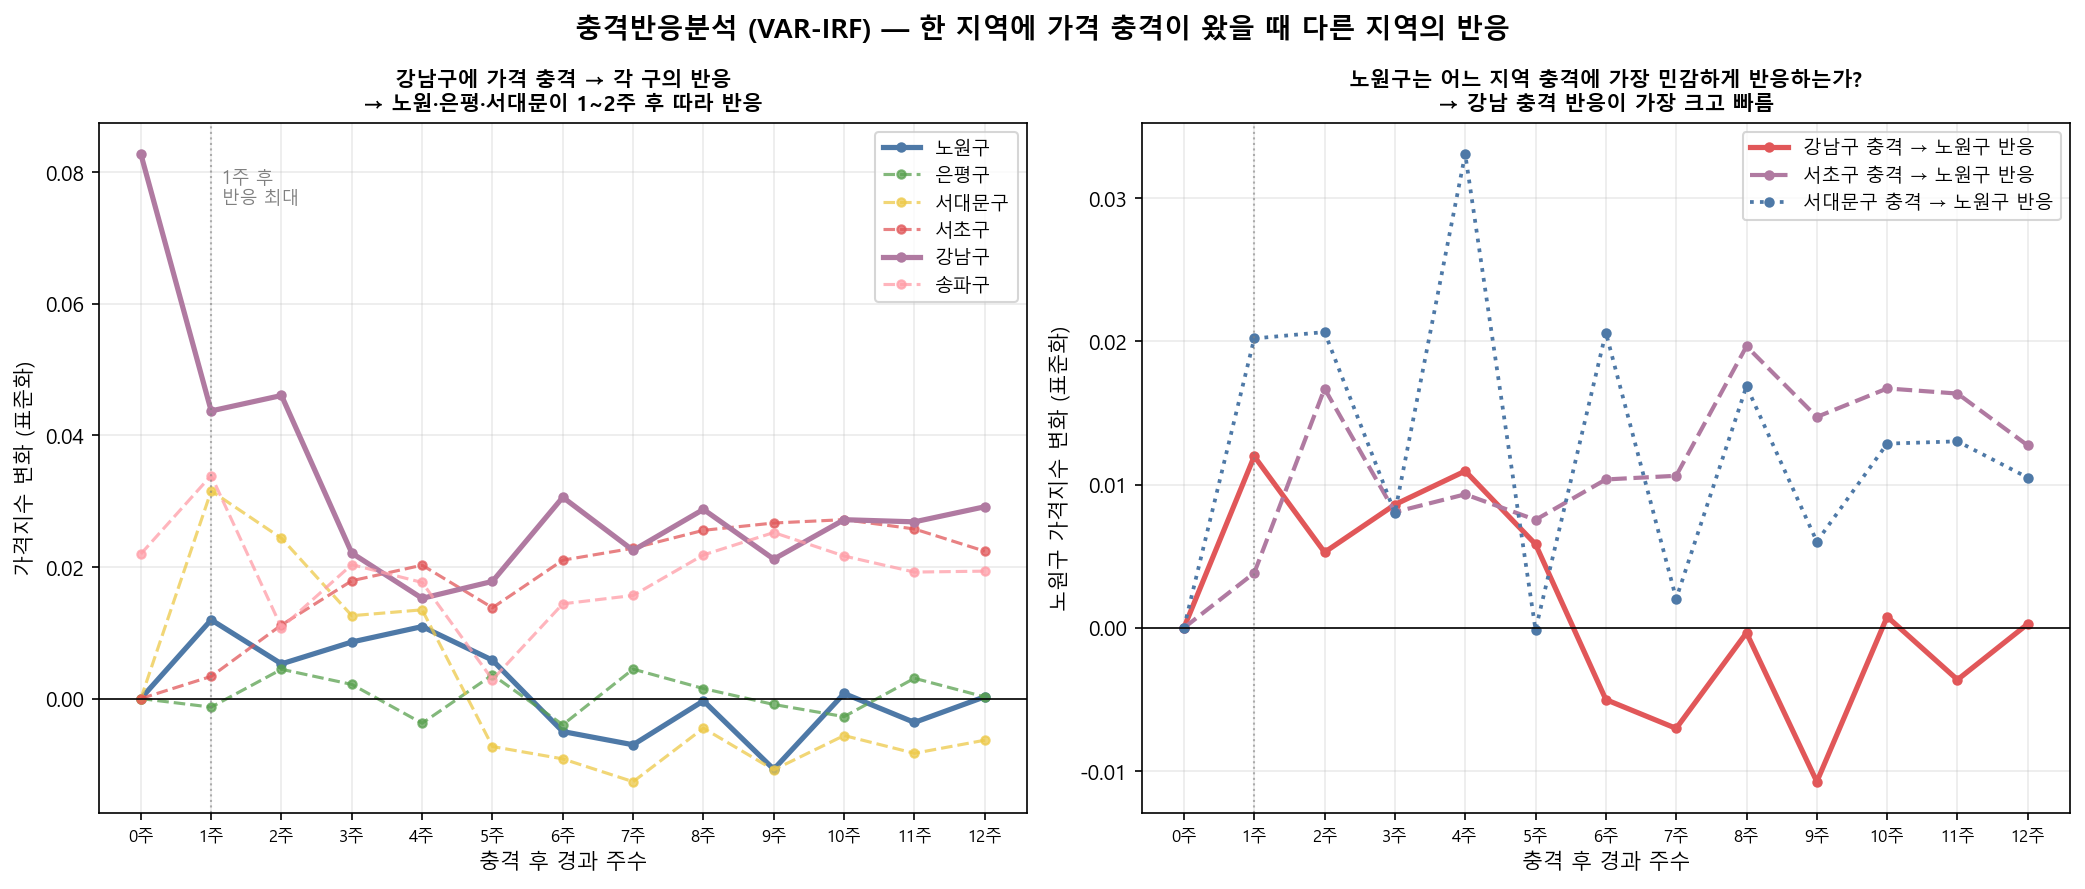 충격반응분석 (VAR-IRF) — 한 지역에 가격 충격이 왔을 때 다른 지역의 반응
강남구에 가격 충격 → 각 구의 반응
→ 노원·은평·서대문이 1~2주 후 따라 반응
가격지수 변화 (표준화)
0.08
0.06
0.04
0.02
0.00
1주 후
반응 최대
노원구
은평구
서대문구
서초구
강남구
송파구
0주 1주 2주 3주 4주 5주 6주 7주 8주 9주 10주 11주 12주
충격 후 경과 주수
노원구는 어느 지역 충격에 가장 민감하게 반응하는가?
→ 강남 충격 반응이 가장 크고 빠름
노원구 가격지수 변화 (표준화)
0.03
0.02
0.01
0.00
-0.01
강남구 충격 → 노원구 반응
서초구 충격 → 노원구 반응
서대문구 충격 → 노원구 반응
0주 1주 2주 3주 4주 5주 6주 7주 8주 9주 10주 11주 12주
충격 후 경과 주수